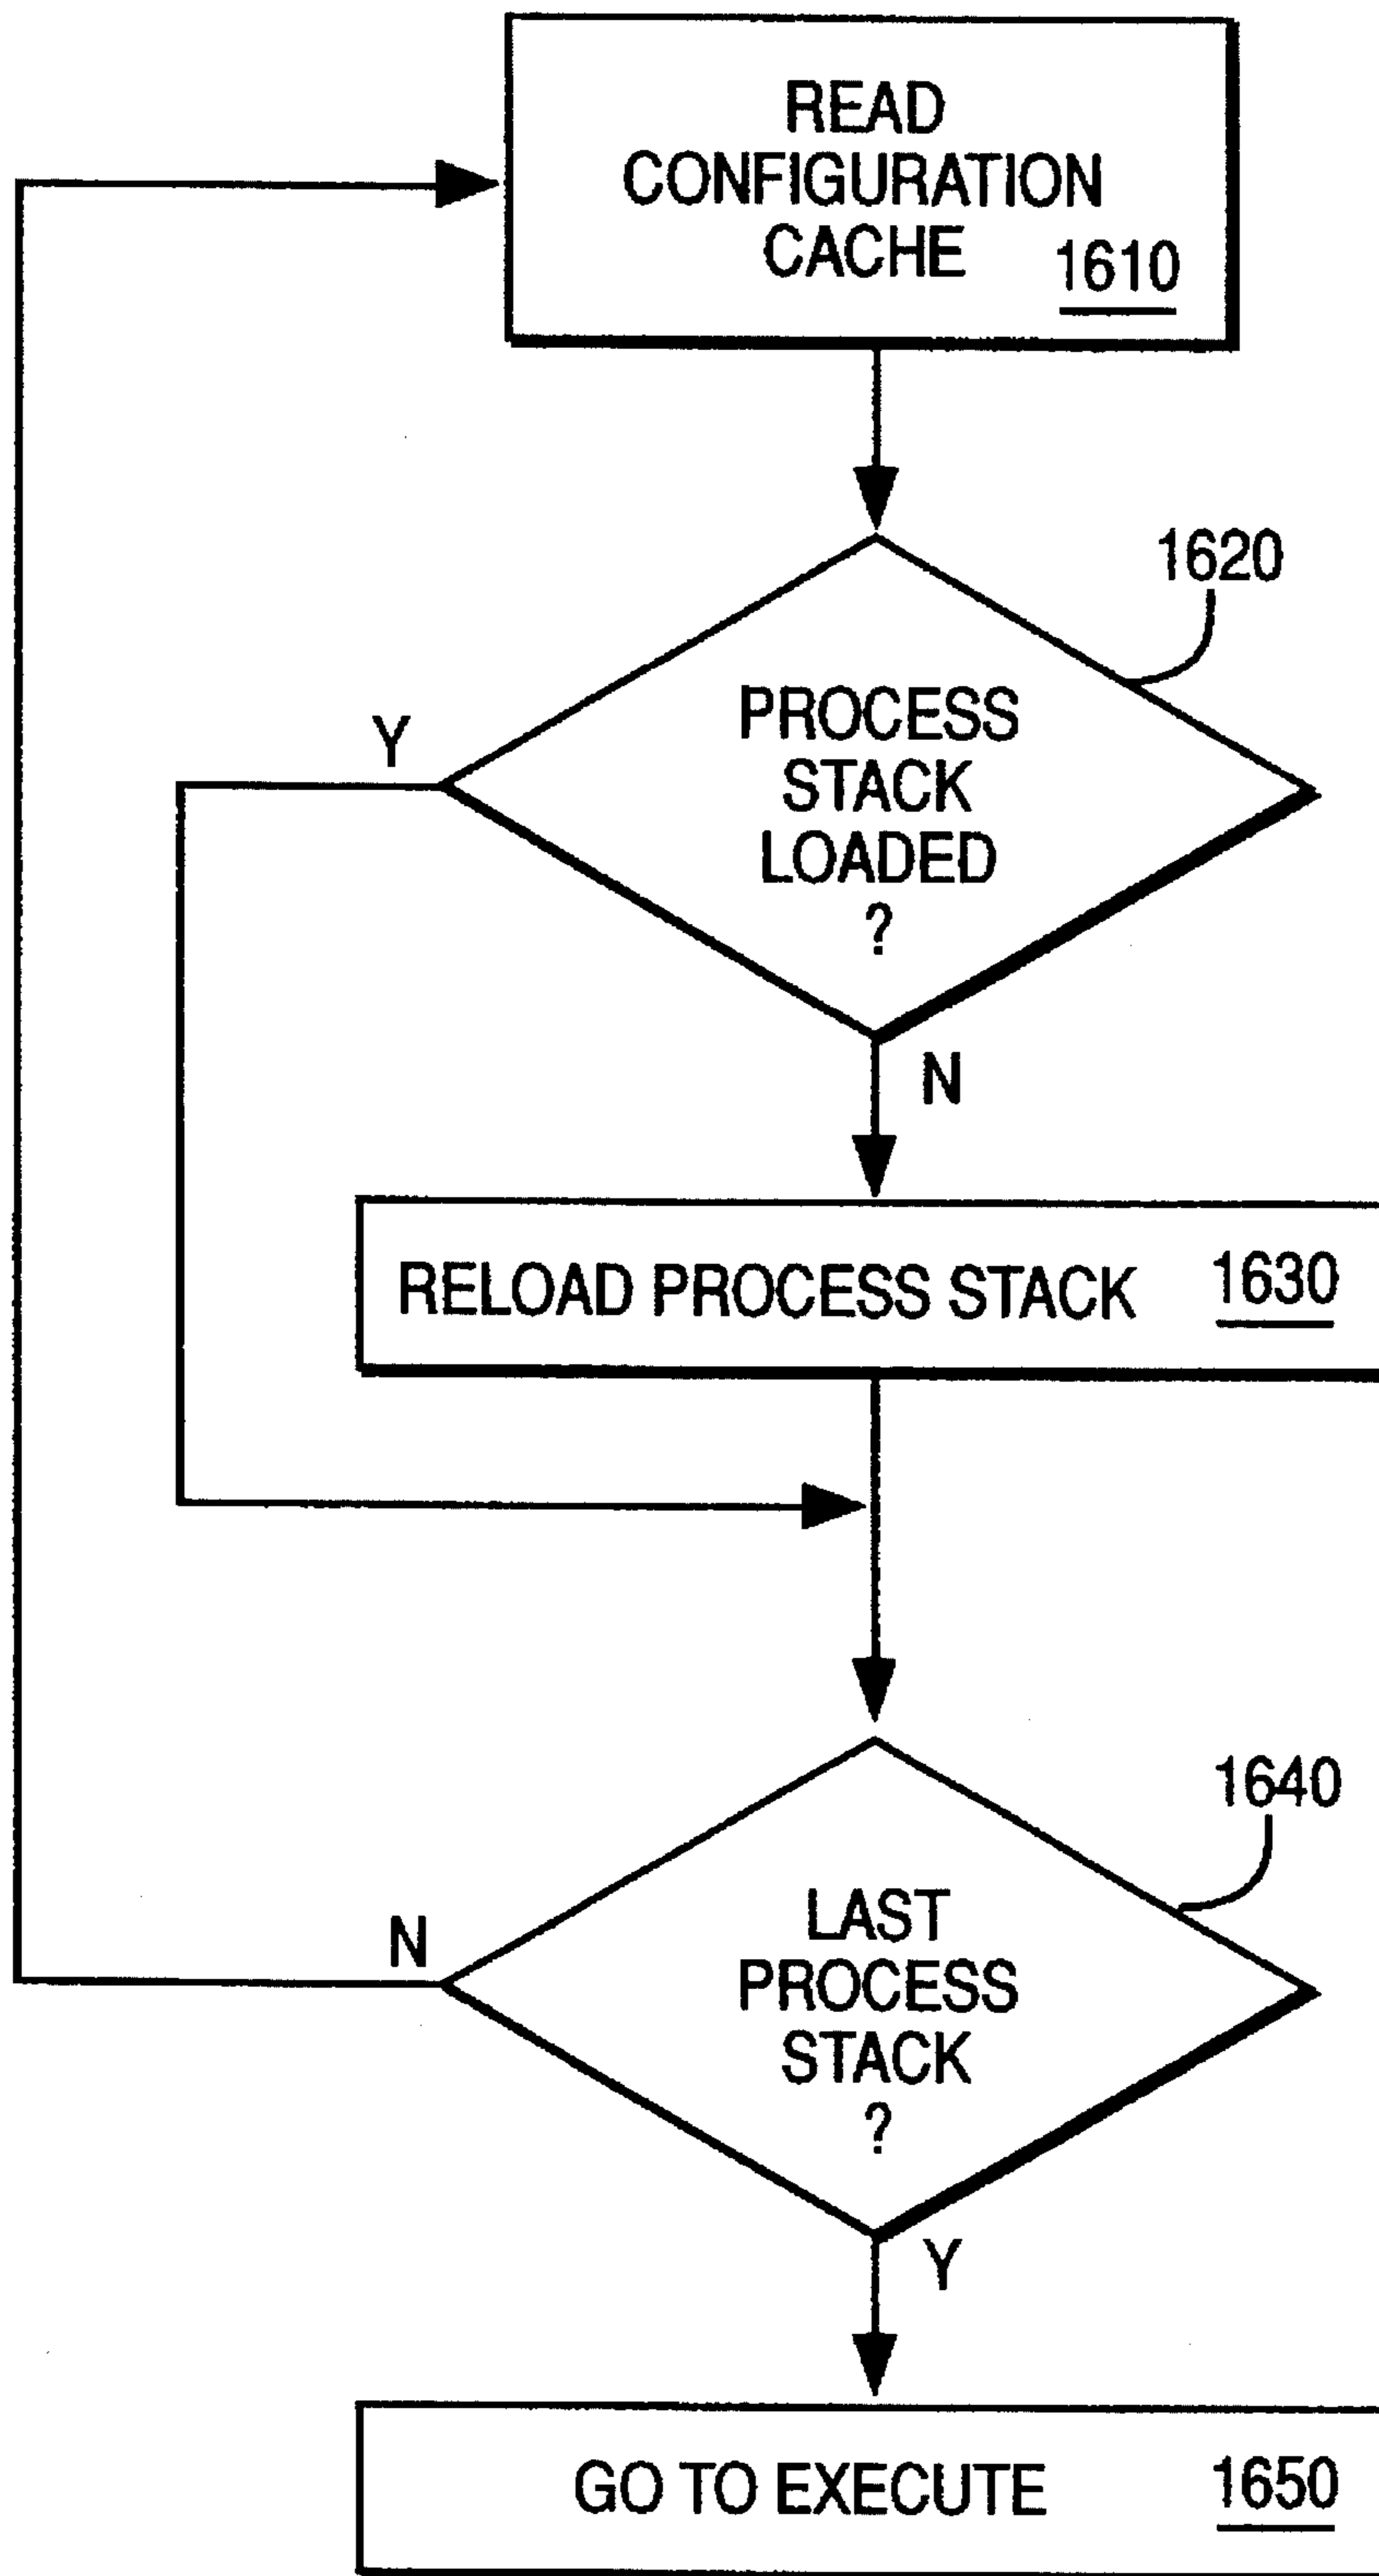 READ
CONFIGURATION
CACHE 1610
1620
PROCESS
STACK
LOADED
?
Y
N
RELOAD PROCESS STACK 1630
1640
LAST
PROCESS
STACK
?
N
Y
GO TO EXECUTE 1650